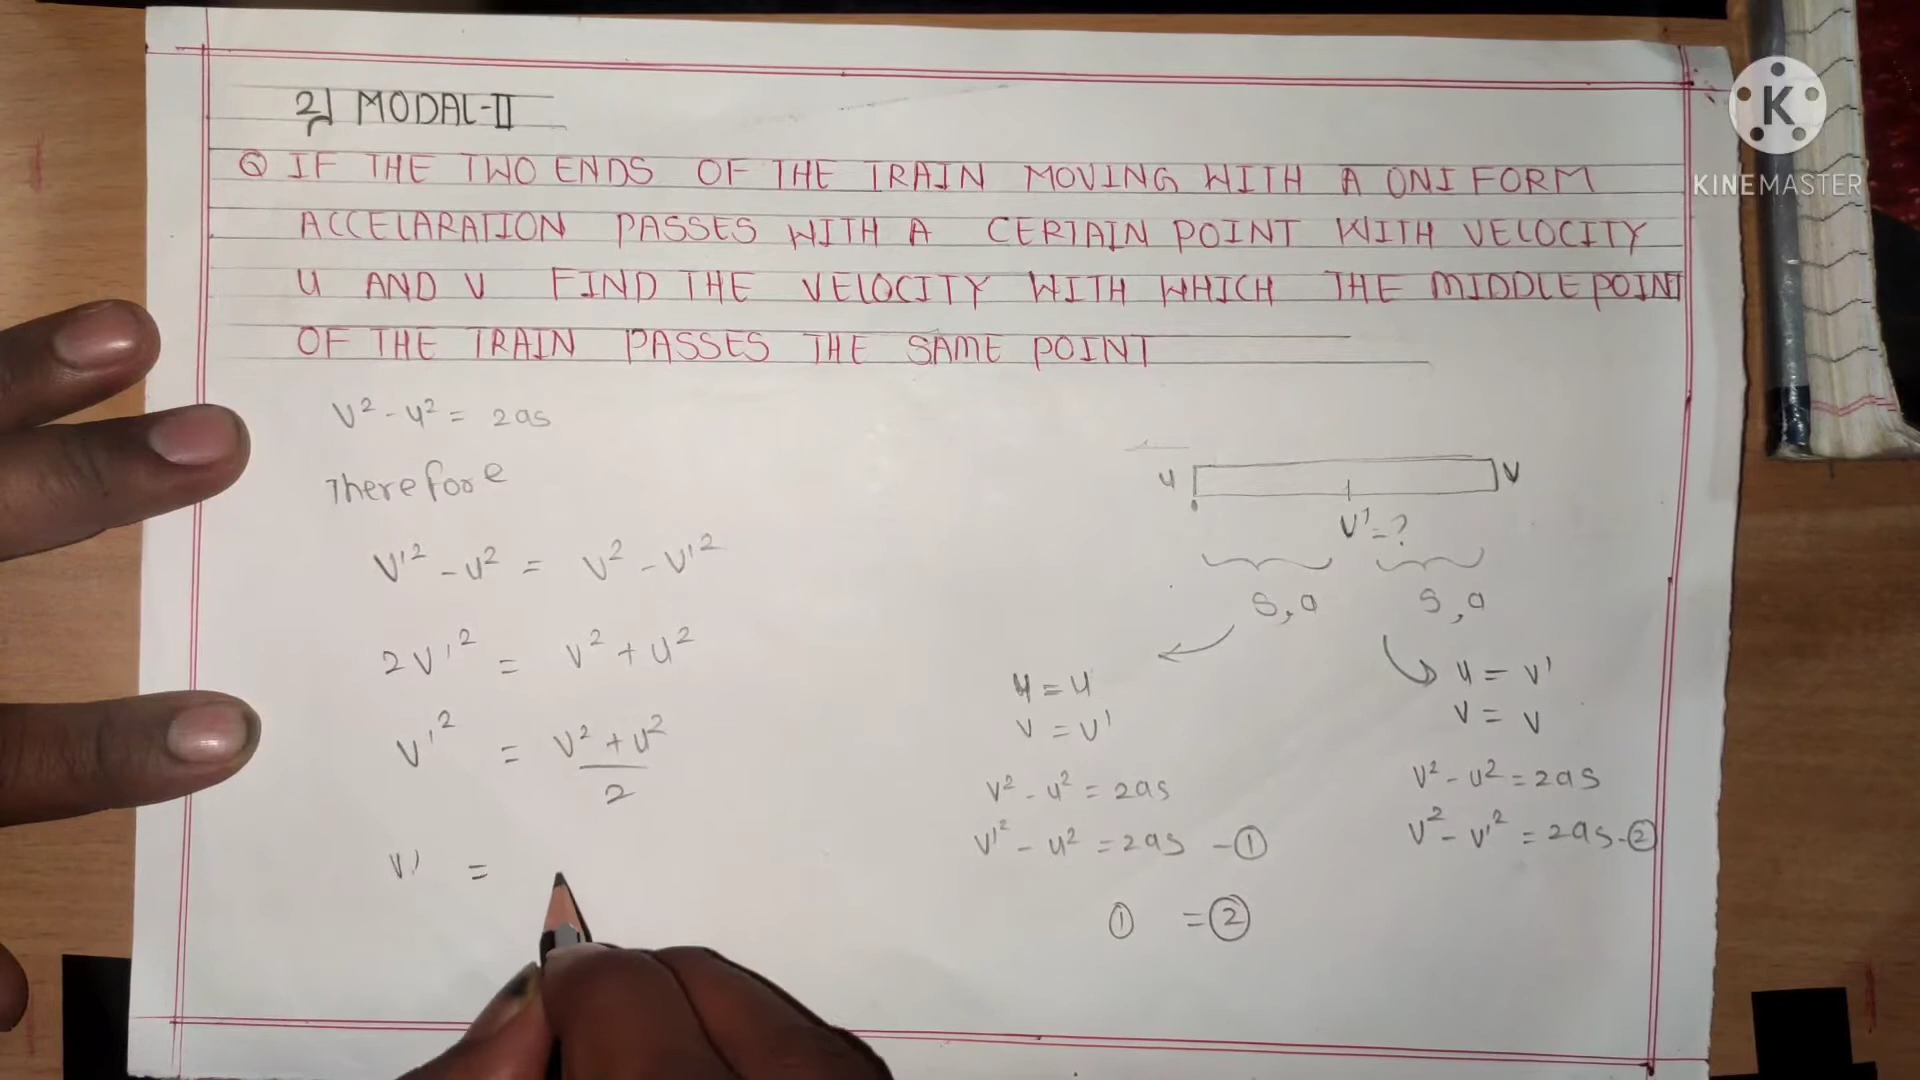 2) MODAL-II
Q IF THE TWO ENDS OF THE TRAIN MOVING WITH A ONIFORM
ACCELARATION PASSES WITH A CERTAIN POINT WITH VELOCITY
U AND V FIND THE VELOCITY WITH WHICH THE MIDDLE POINT
OF THE TRAIN PASSES THE SAME POINT
V² - u² = 2as
Therefore
V'² - u² = V² - V'²
2V'² = V² + u²
V'² = (V² + u²)/2
V' =
u V
V' = ?
S, a S, a
u = u
V = V'
V² - u² = 2as
V'² - u² = 2as - ①
u = V'
V = V
V² - u² = 2as
V² - V'² = 2as - ②
① = ②
K
KINEMASTER